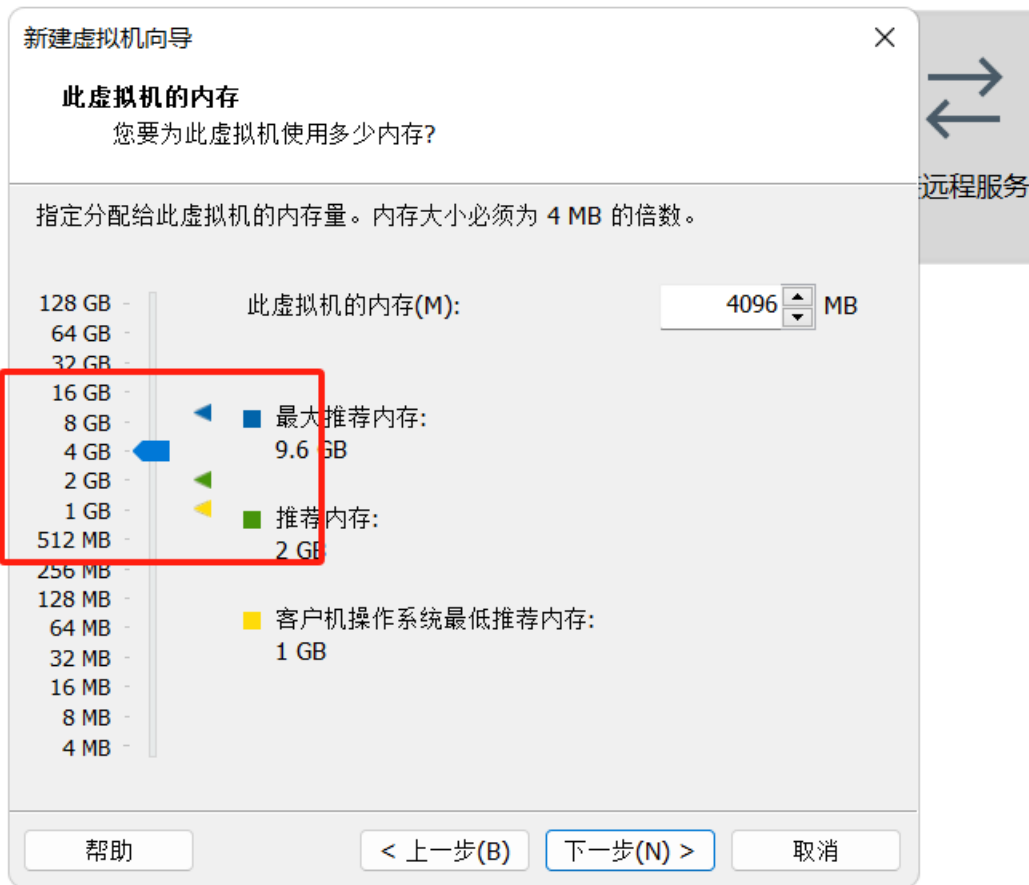 新建虚拟机向导
此虚拟机的内存
您要为此虚拟机使用多少内存?
远程服务
指定分配给此虚拟机的内存量。内存大小必须为 4 MB 的倍数。
此虚拟机的内存(M): 4096 MB
128 GB
64 GB
32 GB
16 GB
8 GB
4 GB
2 GB
1 GB
512 MB
256 MB
128 MB
64 MB
32 MB
16 MB
8 MB
4 MB
最大推荐内存:
9.6 GB
推荐内存:
2 GB
客户机操作系统最低推荐内存:
1 GB
帮助
< 上一步(B)
下一步(N) >
取消